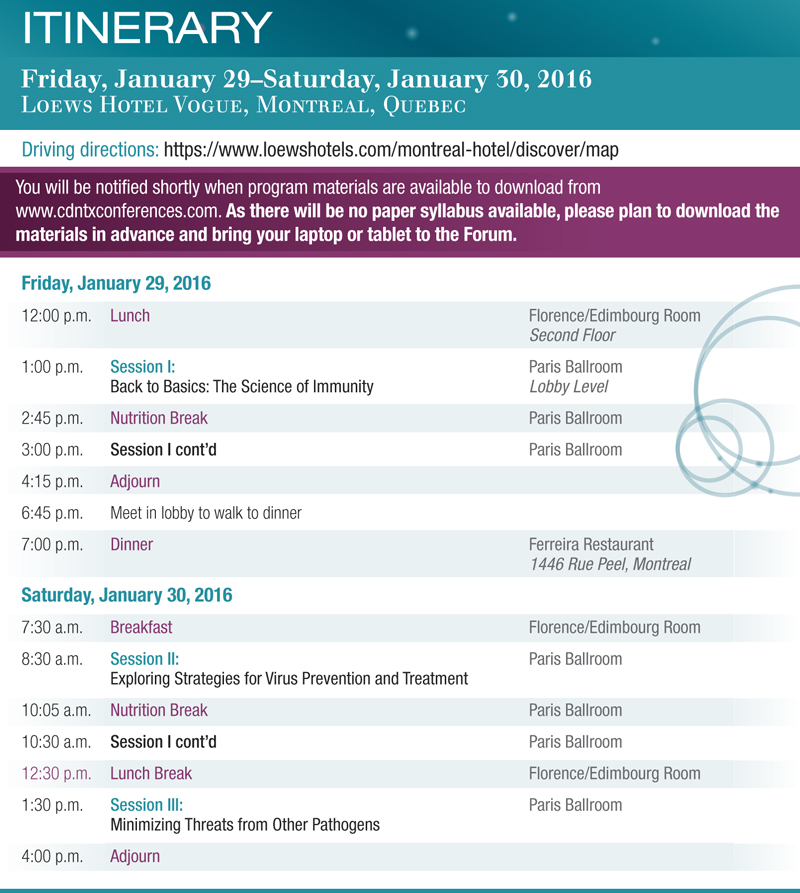 ITINERARY
Friday, January 29–Saturday, January 30, 2016
Loews Hotel Vogue, Montreal, Quebec
Driving directions: https://www.loewshotels.com/montreal-hotel/discover/map
You will be notified shortly when program materials are available to download from
www.cdntxconferences.com. As there will be no paper syllabus available, please plan to download the
materials in advance and bring your laptop or tablet to the Forum.
Friday, January 29, 2016
12:00 p.m. Lunch Florence/Edimbourg Room
Second Floor
1:00 p.m. Session I: Paris Ballroom
Back to Basics: The Science of Immunity Lobby Level
2:45 p.m. Nutrition Break Paris Ballroom
3:00 p.m. Session I cont’d Paris Ballroom
4:15 p.m. Adjourn
6:45 p.m. Meet in lobby to walk to dinner
7:00 p.m. Dinner Ferreira Restaurant
1446 Rue Peel, Montreal
Saturday, January 30, 2016
7:30 a.m. Breakfast Florence/Edimbourg Room
8:30 a.m. Session II: Paris Ballroom
Exploring Strategies for Virus Prevention and Treatment
10:05 a.m. Nutrition Break Paris Ballroom
10:30 a.m. Session I cont’d Paris Ballroom
12:30 p.m. Lunch Break Florence/Edimbourg Room
1:30 p.m. Session III: Paris Ballroom
Minimizing Threats from Other Pathogens
4:00 p.m. Adjourn